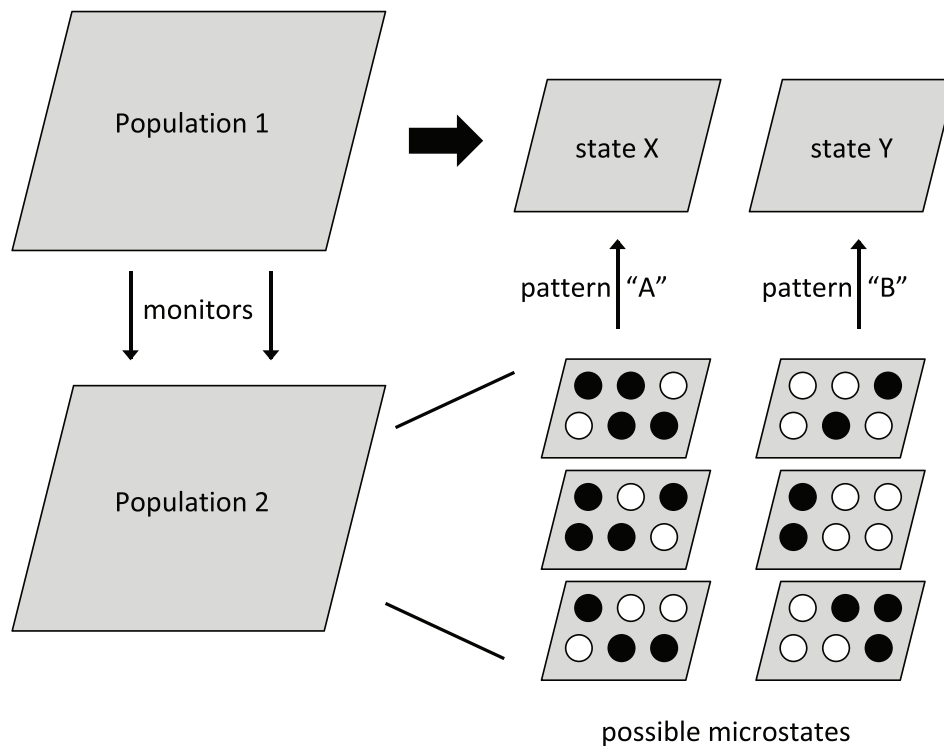 Population 1
state X
state Y
monitors
pattern "A"
pattern "B"
Population 2
possible microstates